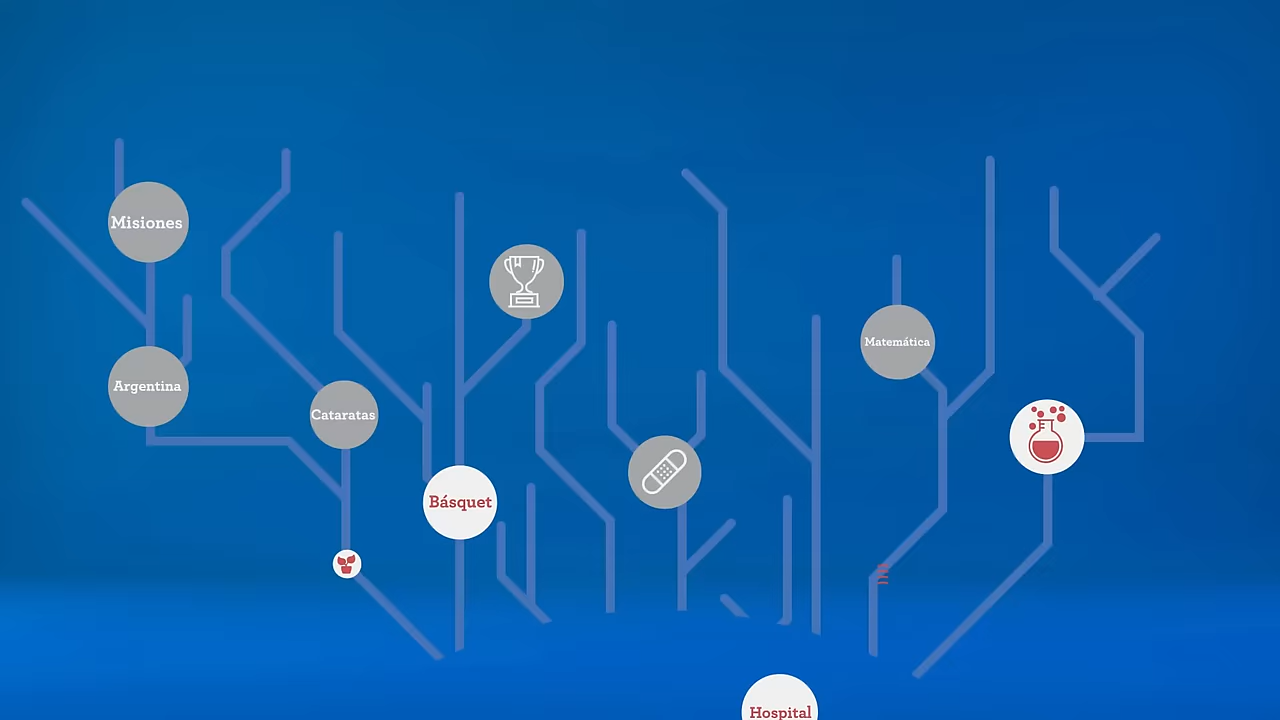 Misiones
Matemática
Argentina
Cataratas
Básquet
Hospital